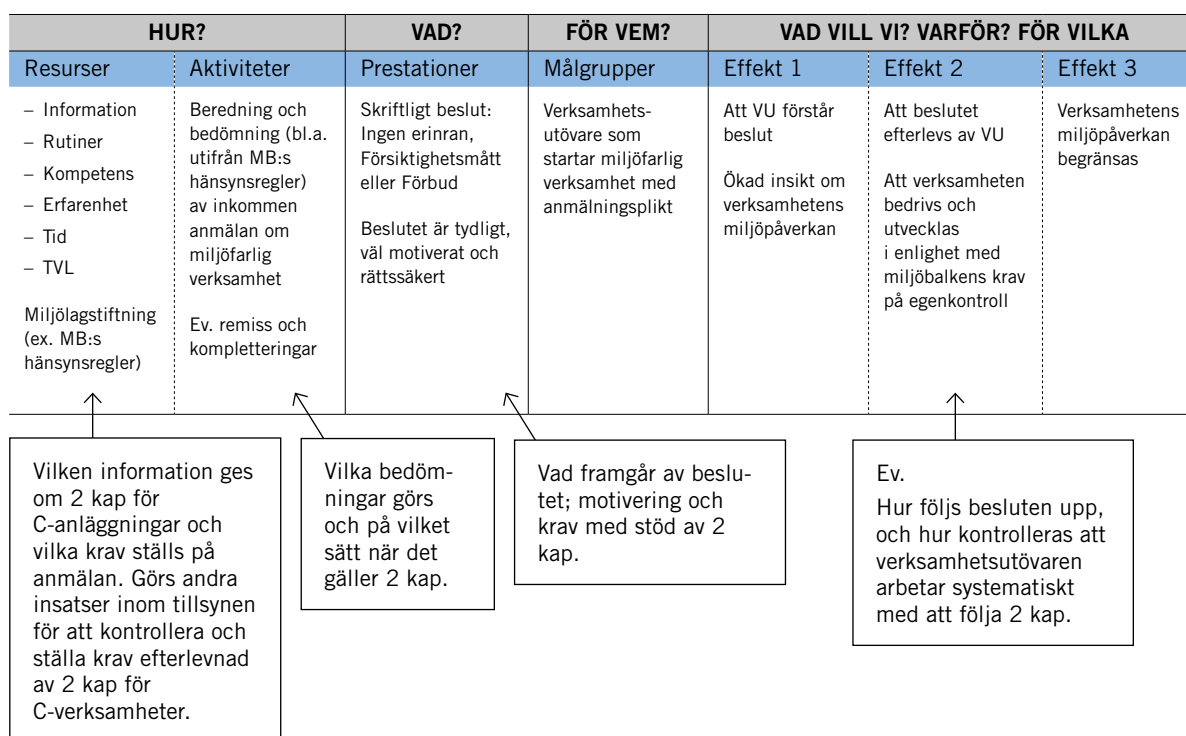 HUR?
VAD?
FÖR VEM?
VAD VILL VI? VARFÖR? FÖR VILKA
Resurser
Aktiviteter
Prestationer
Målgrupper
Effekt 1
Effekt 2
Effekt 3
– Information
– Rutiner
– Kompetens
– Erfarenhet
– Tid
– TVL
Miljölagstiftning
(ex. MB:s
hänsynsregler)
Beredning och
bedömning (bl.a.
utifrån MB:s
hänsynsregler)
av inkommen
anmälan om
miljöfarlig
verksamhet
Ev. remiss och
kompletteringar
Skriftligt beslut:
Ingen erinran,
Försiktighetsmått
eller Förbud
Beslutet är tydligt,
väl motiverat och
rättssäkert
Verksamhets-
utövare som
startar miljöfarlig
verksamhet med
anmälningsplikt
Att VU förstår
beslut
Ökad insikt om
verksamhetens
miljöpåverkan
Att beslutet
efterlevs av VU
Att verksamheten
bedrivs och
utvecklas
i enlighet med
miljöbalkens krav
på egenkontroll
Verksamhetens
miljöpåverkan
begränsas
Vilken information ges
om 2 kap för
C-anläggningar och
vilka krav ställs på
anmälan. Görs andra
insatser inom tillsynen
för att kontrollera och
ställa krav efterlevnad
av 2 kap för
C-verksamheter.
Vilka bedöm-
ningar görs
och på vilket
sätt när det
gäller 2 kap.
Vad framgår av beslu-
tet; motivering och
krav med stöd av 2
kap.
Ev.
Hur följs besluten upp,
och hur kontrolleras att
verksamhetsutövaren
arbetar systematiskt
med att följa 2 kap.